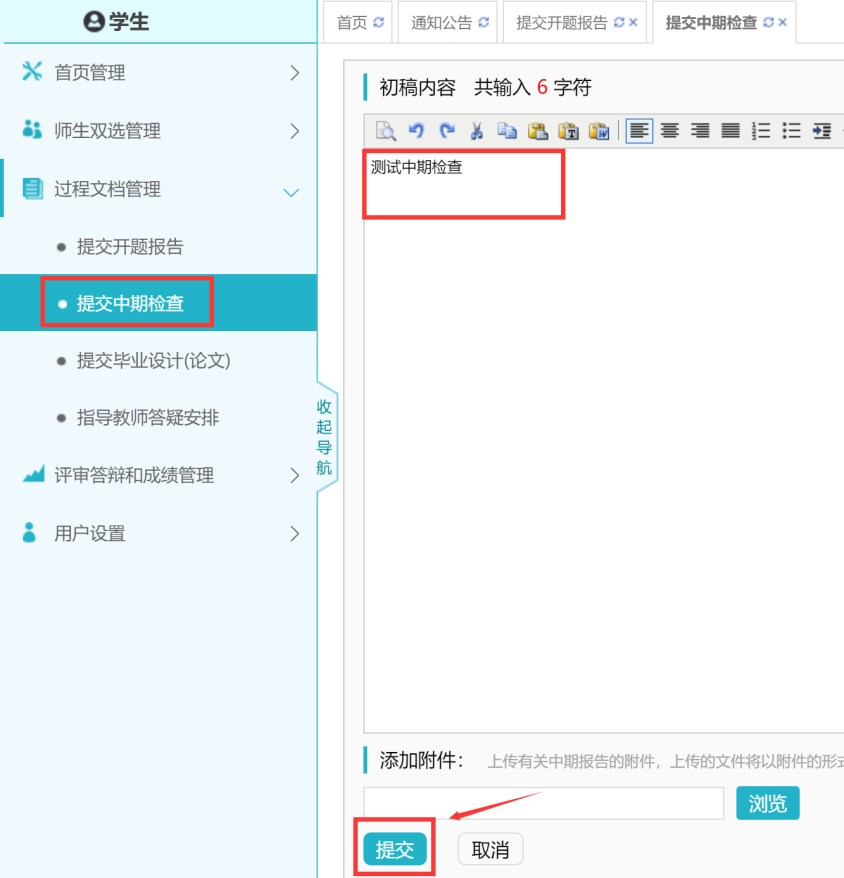 学生
首页管理
师生双选管理
过程文档管理
提交开题报告
提交中期检查
提交毕业设计(论文)
指导教师答疑安排
评审答辩和成绩管理
用户设置
收起导航
首页 通知公告 提交开题报告 提交中期检查
初稿内容 共输入 6 字符
测试中期检查
添加附件： 上传有关中期报告的附件，上传的文件将以附件的形式
浏览
提交 取消